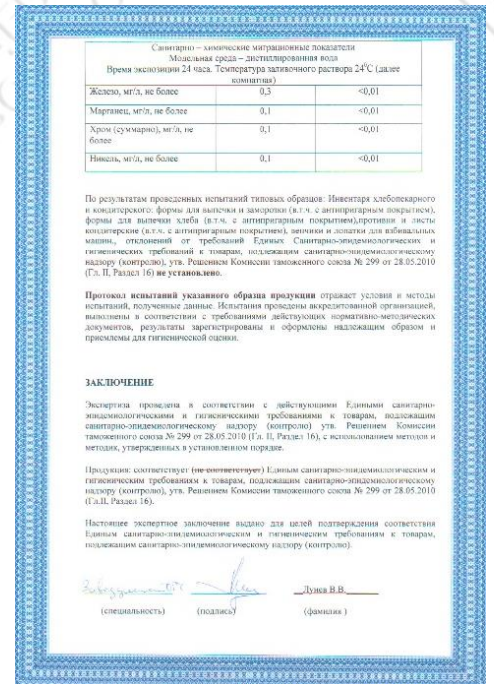 Санитарно – химические миграционные показатели
Модельная среда – дистиллированная вода
Время экспозиции 24 часа. Температура заливочного раствора 24⁰С (далее
комнатная)
Железо, мг/л, не более 0,3 <0,01
Марганец, мг/л, не более 0,1 <0,01
Хром (суммарно), мг/л, не более 0,1 <0,01
Никель, мг/л, не более 0,1 <0,01
По результатам проведенных испытаний типовых образцов: Инвентаря хлебопекарного
и кондитерского: формы для выпечки и заморозки (в.т.ч. с антипригарным покрытием),
формы для выпечки хлеба (в.т.ч. с антипригарным покрытием),противни и листы
кондитерские (в.т.ч. с антипригарным покрытием), венчики и лопатки для взбивальных
машин., отклонений от требований Единых Санитарно-эпидемиологических и
гигиенических требований к товарам, подлежащим санитарно-эпидемиологическому
надзору (контролю), утв. Решением Комиссии таможенного союза № 299 от 28.05.2010
(Гл. II, Раздел 16) не установлено.
Протокол испытаний указанного образца продукции отражает условия и методы
испытаний, полученные данные. Испытания проведены аккредитованной организацией,
выполнены в соответствии с требованиями действующих нормативно-методических
документов, результаты зарегистрированы и оформлены надлежащим образом и
приемлемы для гигиенической оценки.
ЗАКЛЮЧЕНИЕ
Экспертиза проведена в соответствии с действующими Едиными санитарно-
эпидемиологическими и гигиеническими требованиями к товарам, подлежащим
санитарно-эпидемиологическому надзору (контролю) утв. Решением Комиссии
таможенного союза № 299 от 28.05.2010 (Гл. II, Раздел 16), с использованием методов и
методик, утвержденных в установленном порядке.
Продукция: соответствует (не соответствует) Единым санитарно-эпидемиологическим и
гигиеническим требованиям к товарам, подлежащим санитарно-эпидемиологическому
надзору (контролю), утв. Решением Комиссии таможенного союза № 299 от 28.05.2010
(Гл.II, Раздел 16).
Настоящее экспертное заключение выдано для целей подтверждения соответствия
Единым санитарно-эпидемиологическим и гигиеническим требованиям к товарам,
подлежащим санитарно-эпидемиологическому надзору (контролю).
Лунев В.В.
(специальность) (подпись) (фамилия )